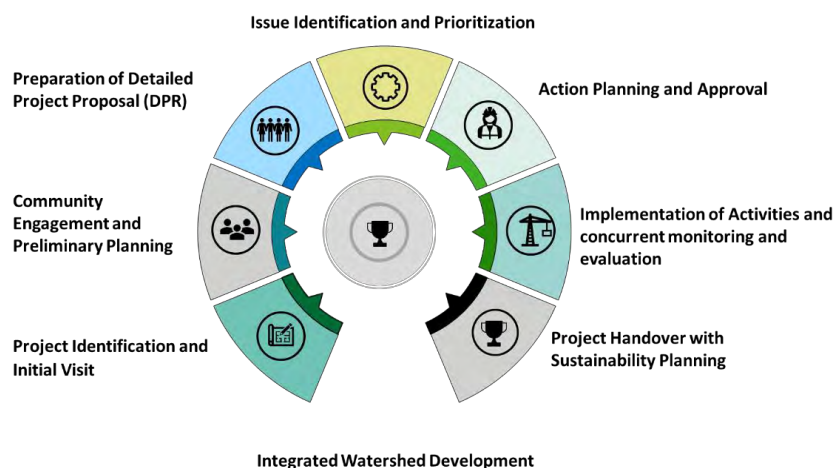 Issue Identification and Prioritization
Preparation of Detailed
Project Proposal (DPR)
Action Planning and Approval
Community
Engagement and
Preliminary Planning
Implementation of Activities and
concurrent monitoring and
evaluation
Project Identification and
Initial Visit
Project Handover with
Sustainability Planning
Integrated Watershed Development